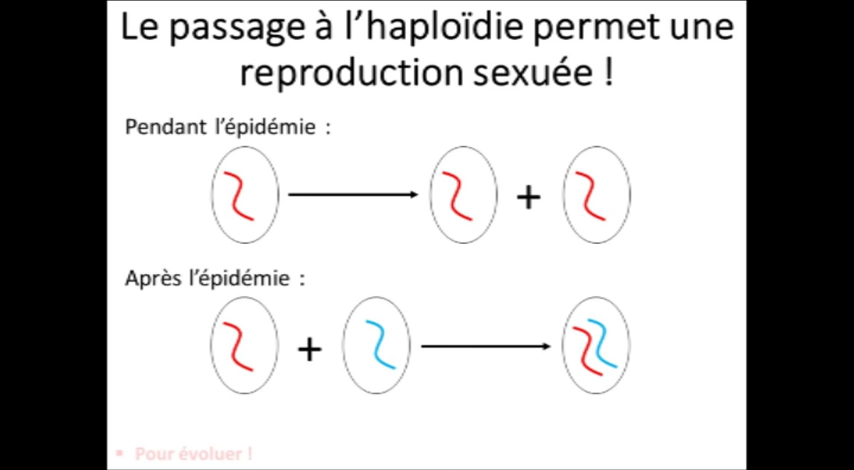 Le passage à l’haploïdie permet une
reproduction sexuée !
Pendant l’épidémie :
+
Après l’épidémie :
+
▪ Pour évoluer !